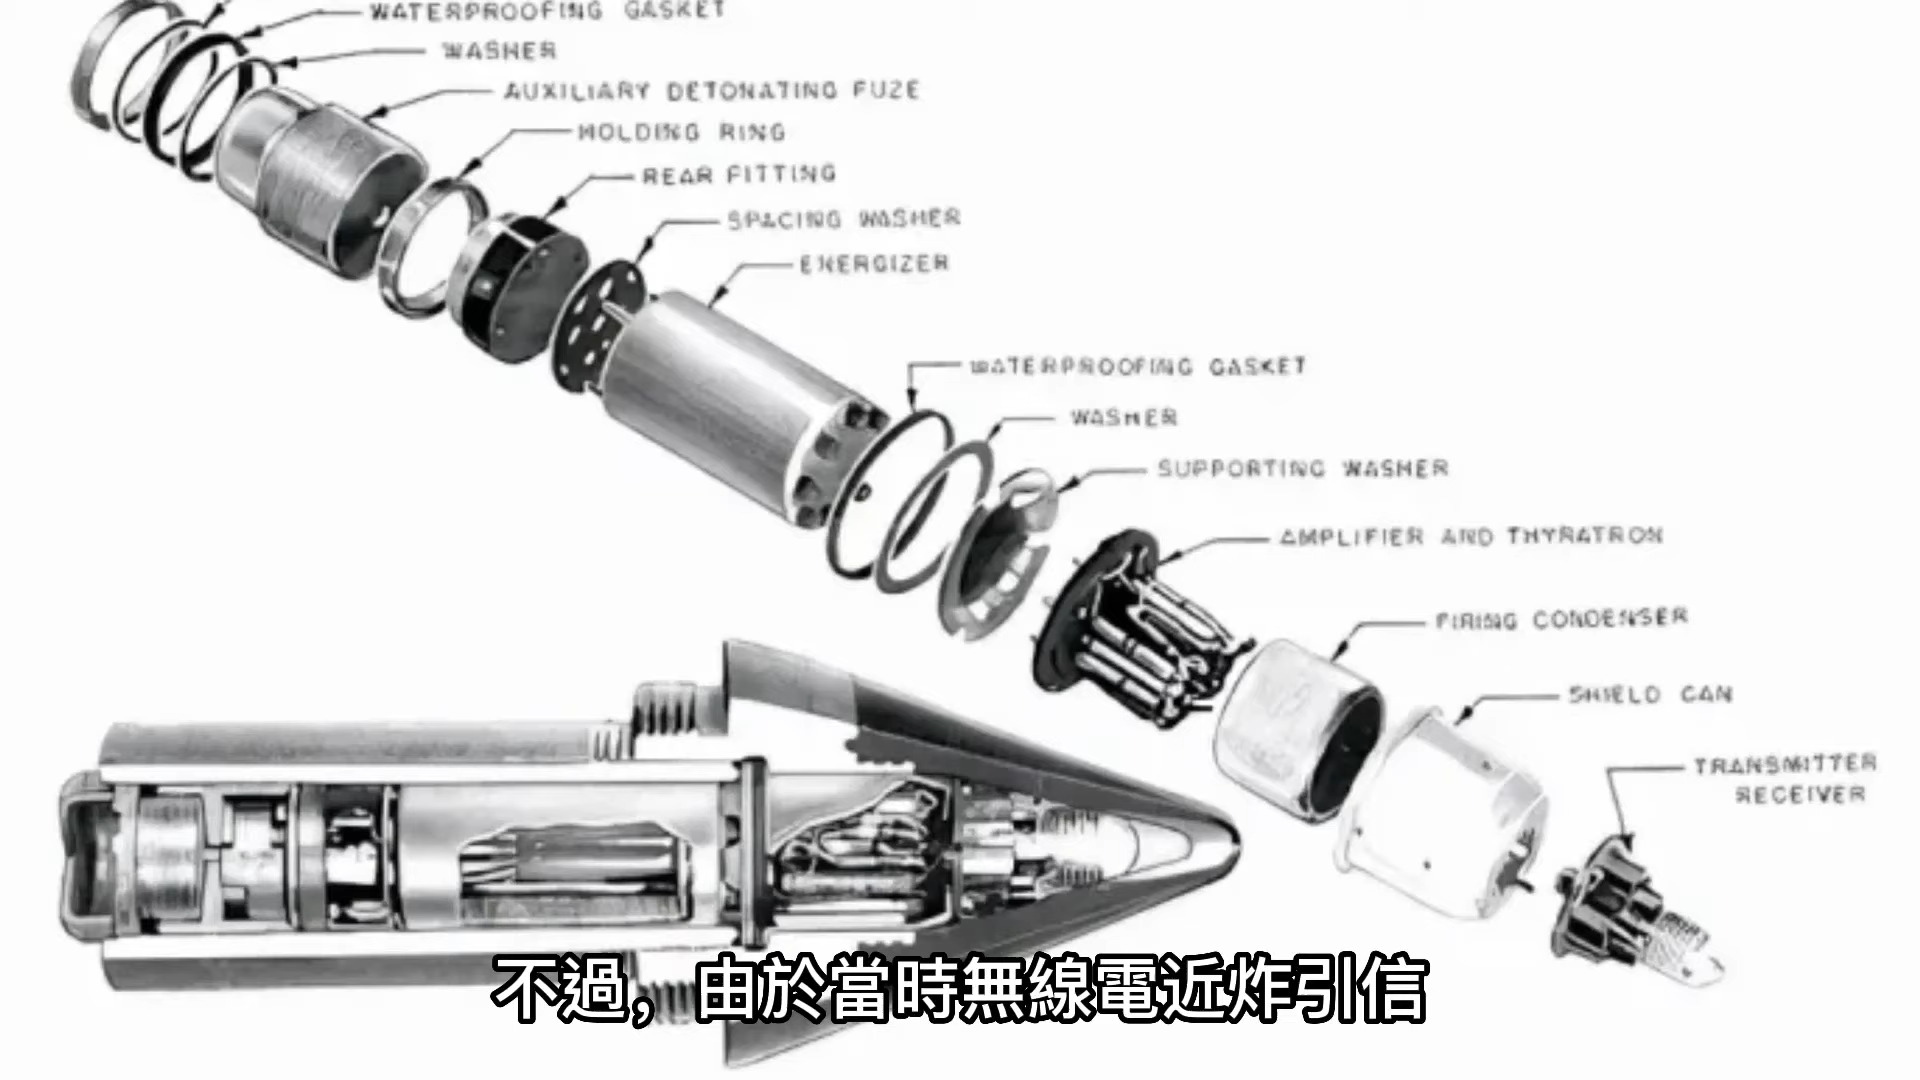 WATERPROOFING GASKET
WASHER
AUXILIARY DETONATING FUZE
HOLDING RING
REAR FITTING
SPACING WASHER
ENERGIZER
WATERPROOFING GASKET
WASHER
SUPPORTING WASHER
AMPLIFIER AND THYRATRON
FIRING CONDENSER
SHIELD CAN
TRANSMITTER
RECEIVER
不過，由於當時無線電近炸引信